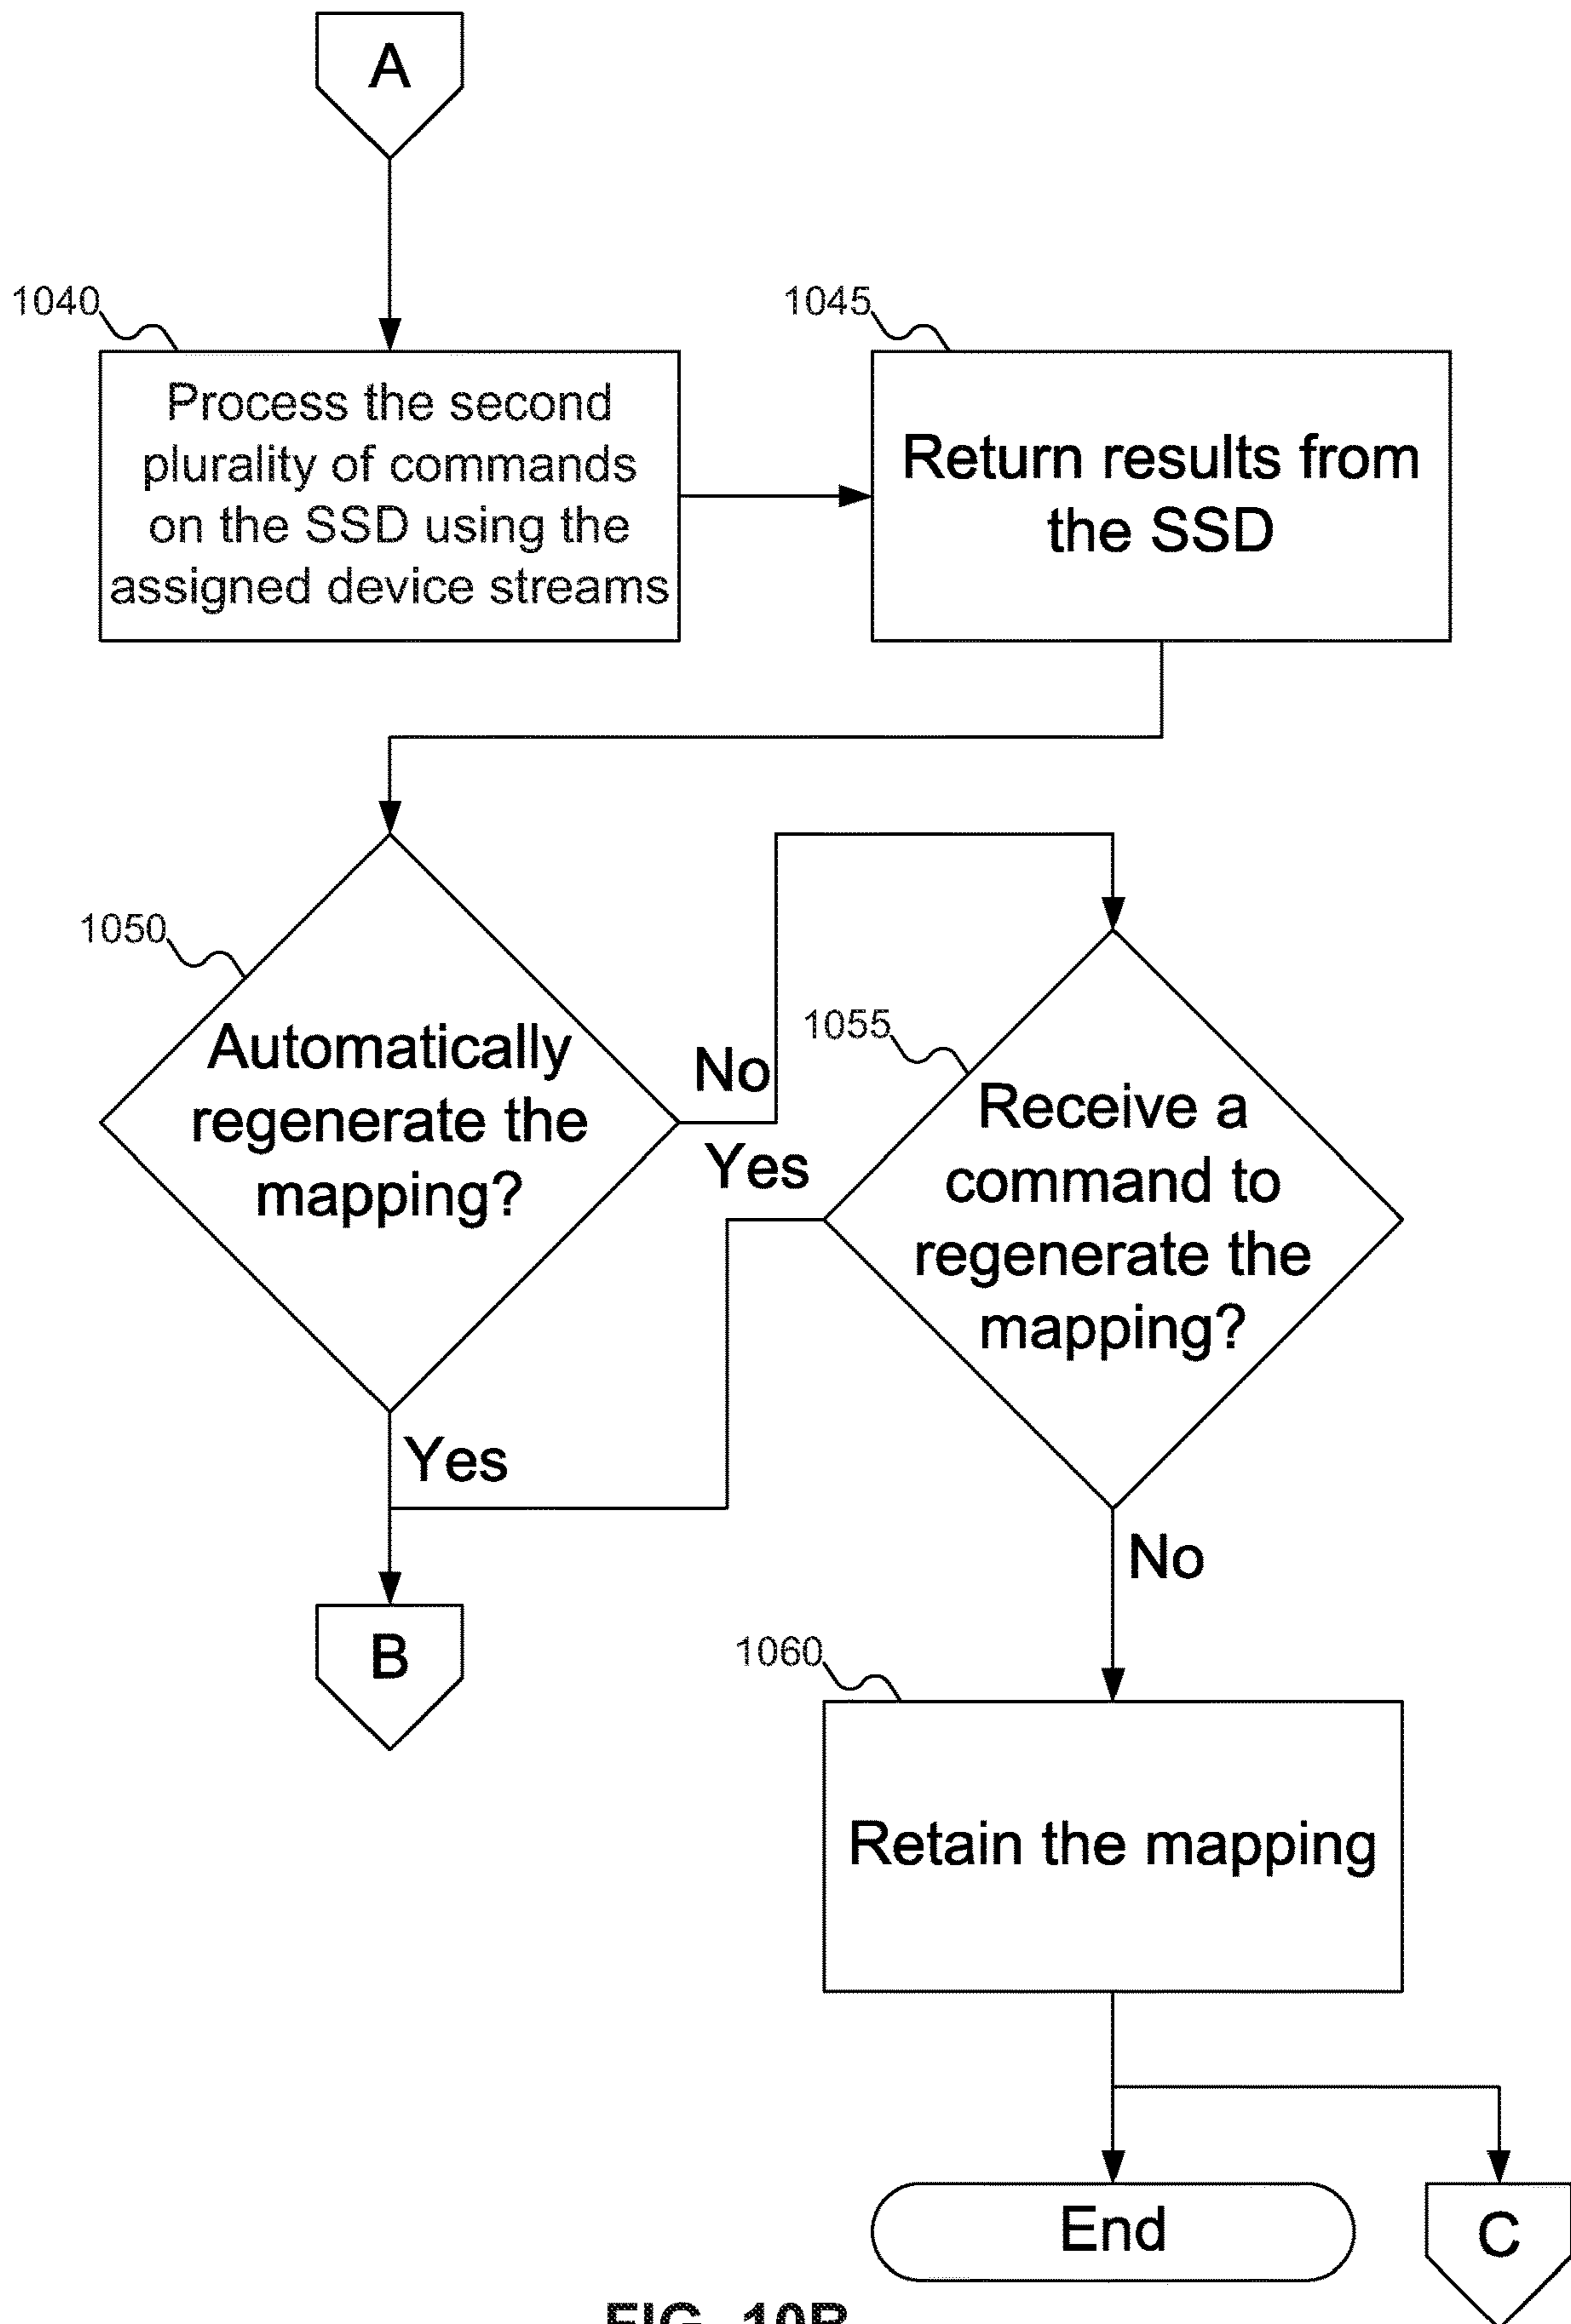 A
1040
Process the second
plurality of commands
on the SSD using the
assigned device streams
1045
Return results from
the SSD
1050
Automatically
regenerate the
mapping?
No
Yes
1055
Receive a
command to
regenerate the
mapping?
Yes
No
B
1060
Retain the mapping
End
C
FIG. 10B